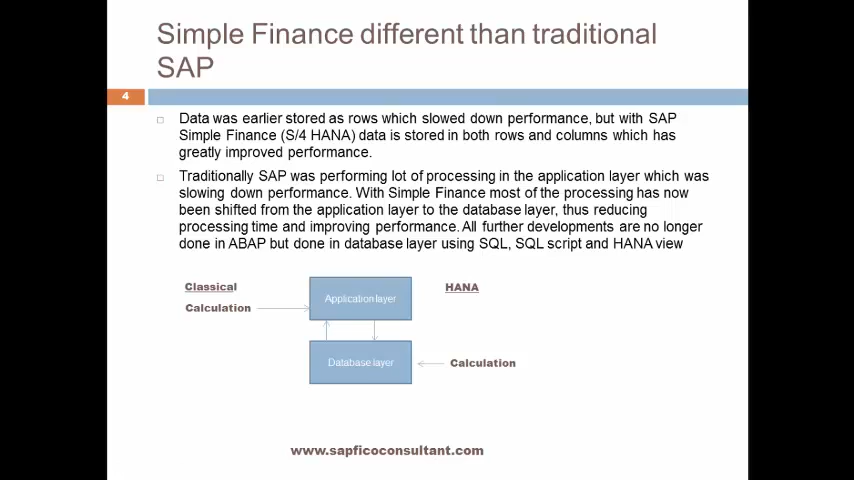 Simple Finance different than traditional
SAP
4
Data was earlier stored as rows which slowed down performance, but with SAP
Simple Finance (S/4 HANA) data is stored in both rows and columns which has
greatly improved performance.
Traditionally SAP was performing lot of processing in the application layer which was
slowing down performance. With Simple Finance most of the processing has now
been shifted from the application layer to the database layer, thus reducing
processing time and improving performance. All further developments are no longer
done in ABAP but done in database layer using SQL, SQL script and HANA view
Classical
Application layer
HANA
Calculation
Database layer
Calculation
www.sapficoconsultant.com